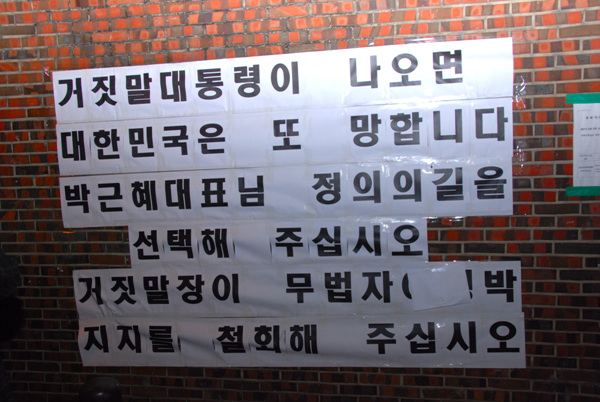 거짓말대통령이 나오면
대한민국은 또 망합니다
박근혜대표님 정의의길을
선택해 주십시오
거짓말장이 무법자 박
지지를 철회해 주십시오